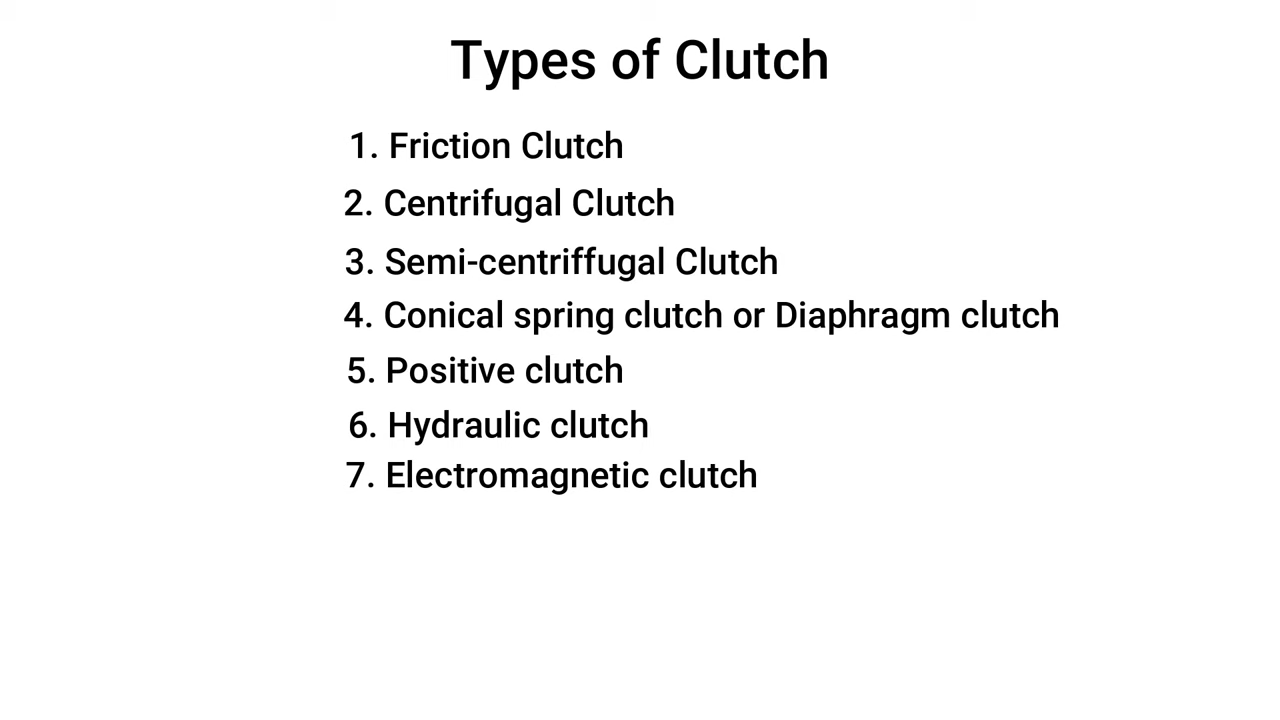 Types of Clutch
1. Friction Clutch
2. Centrifugal Clutch
3. Semi-centriffugal Clutch
4. Conical spring clutch or Diaphragm clutch
5. Positive clutch
6. Hydraulic clutch
7. Electromagnetic clutch